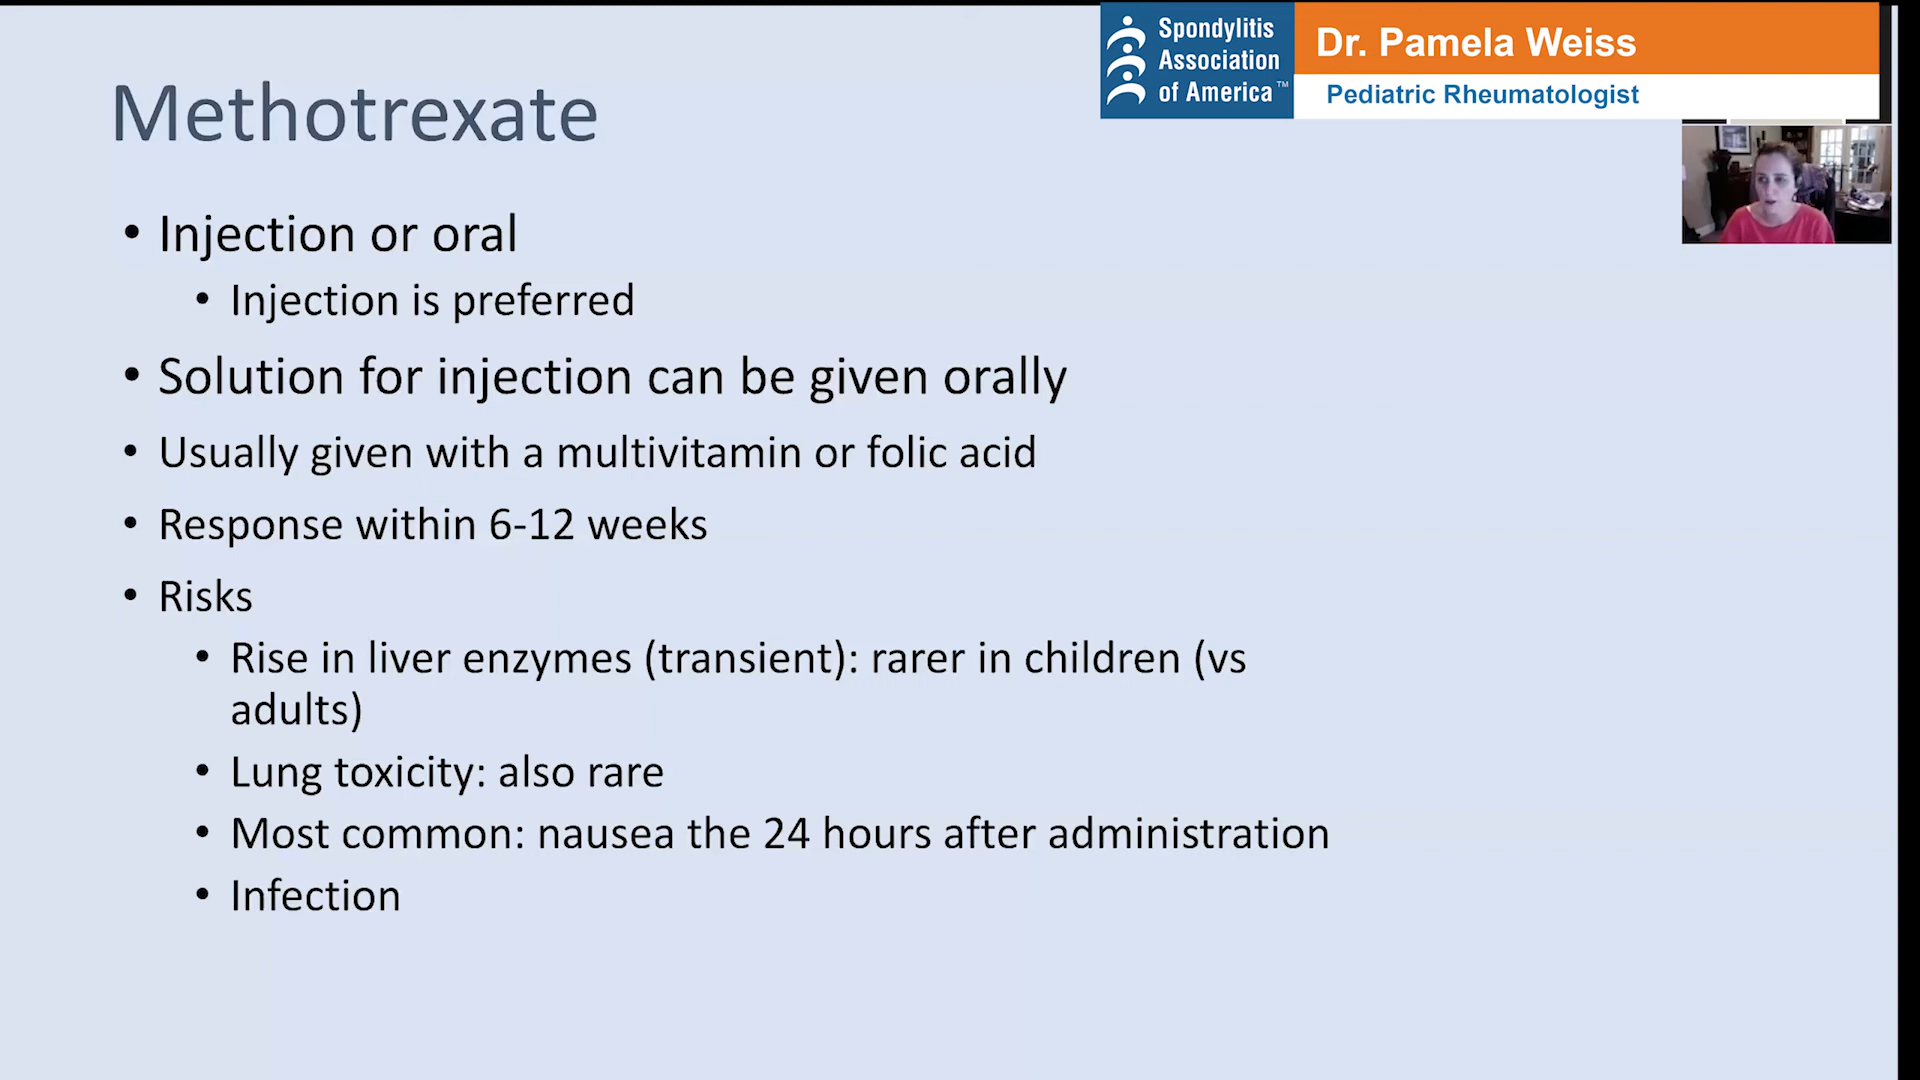 Spondylitis
Association
of America™
Dr. Pamela Weiss
Pediatric Rheumatologist
Methotrexate
• Injection or oral
• Injection is preferred
• Solution for injection can be given orally
• Usually given with a multivitamin or folic acid
• Response within 6-12 weeks
• Risks
• Rise in liver enzymes (transient): rarer in children (vs
adults)
• Lung toxicity: also rare
• Most common: nausea the 24 hours after administration
• Infection